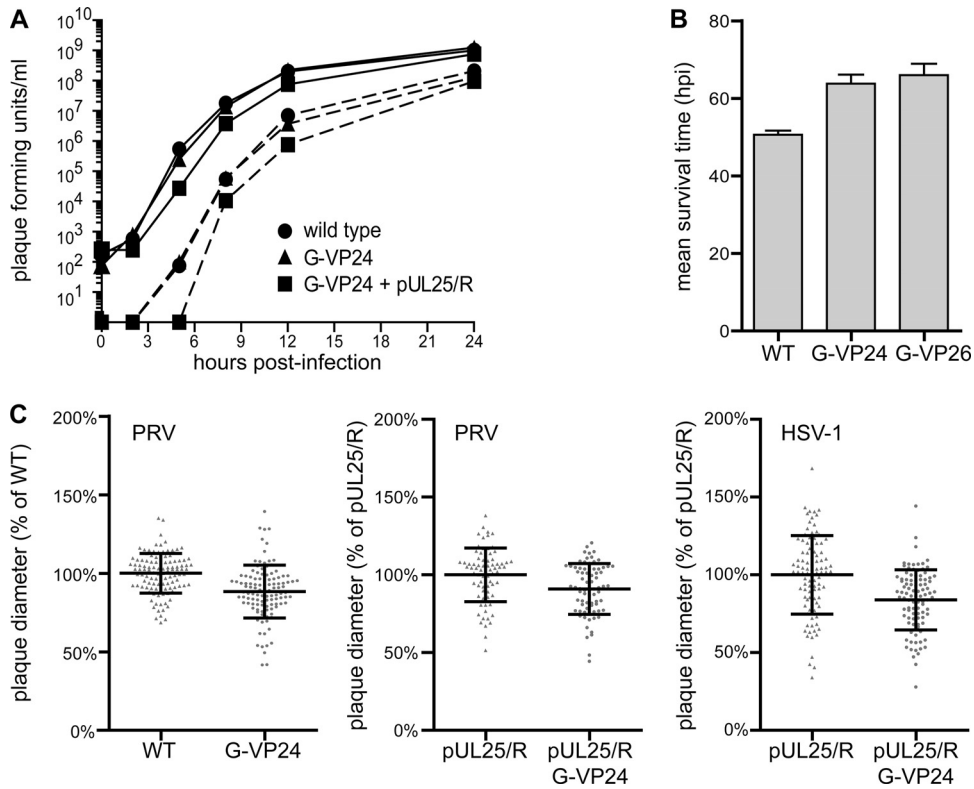 A
plaque forming units/ml
10^10
10^9
10^8
10^7
10^6
10^5
10^4
10^3
10^2
10^1
0 3 6 9 12 15 18 21 24
hours post-infection
wild type
G-VP24
G-VP24 + pUL25/R
B
mean survival time (hpi)
80
60
40
20
0
WT G-VP24 G-VP26
C
plaque diameter (% of WT)
200%
150%
100%
50%
0%
PRV
WT G-VP24
plaque diameter (% of pUL25/R)
200%
150%
100%
50%
0%
PRV
pUL25/R pUL25/R
G-VP24
plaque diameter (% of pUL25/R)
200%
150%
100%
50%
0%
HSV-1
pUL25/R pUL25/R
G-VP24